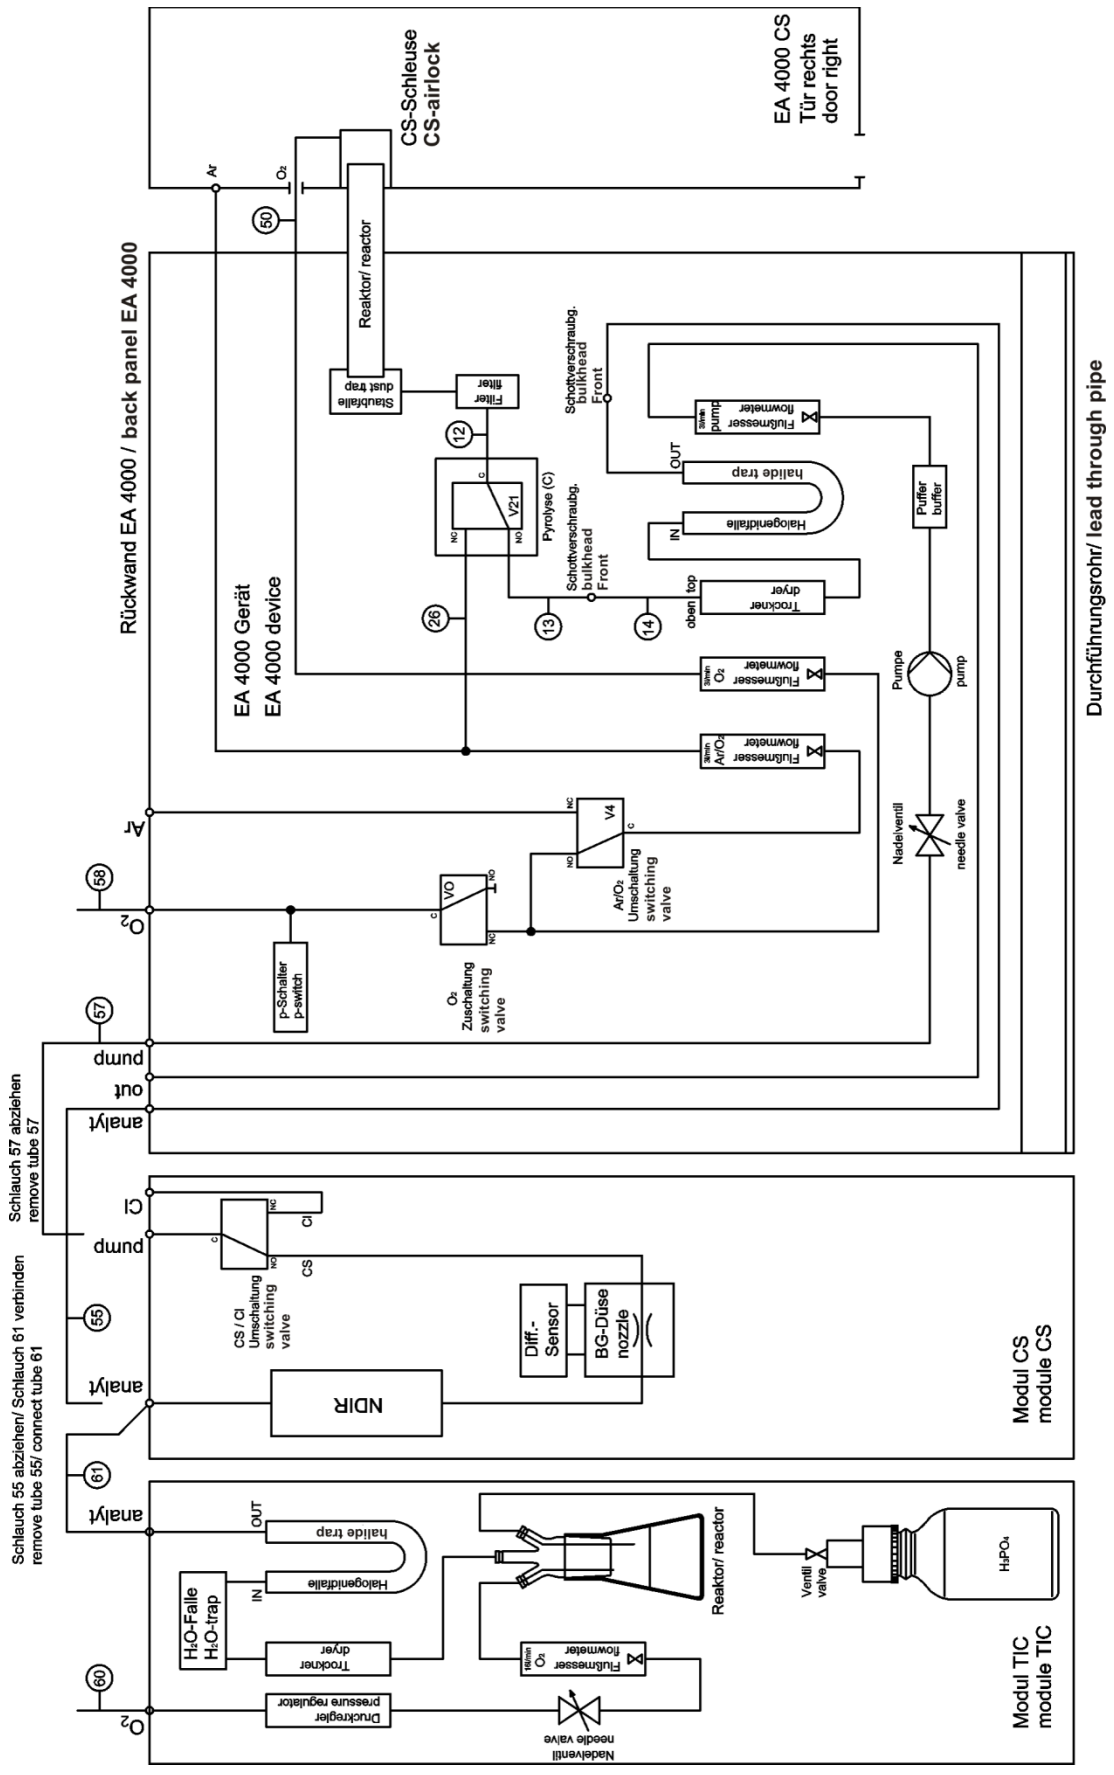 Schlauch 55 abziehen/ Schlauch 61 verbinden
remove tube 55/ connect tube 61
Schlauch 57 abziehen
remove tube 57
Rückwand EA 4000 / back panel EA 4000
O₂
60
analyt
61
analyt
55
pump
Cl
analyt
out
pump
57
O₂
58
Ar
Ar
O₂
50
CS-Schleuse
CS-airlock
EA 4000 CS
Tür rechts
door right
EA 4000 Gerät
EA 4000 device
Reaktor/ reactor
Staubfalle
dust trap
Filter
filter
12
C
V21
NC
NO
Pyrolyse (C)
26
13
Schottverschraubg.
bulkhead
Front
14
oben top
Trockner
dryer
IN
Halogenidfalle
halide trap
OUT
Schottverschraubg.
bulkhead
Front
3l/min
pump
Flußmesser
flowmeter
Puffer
buffer
Pumpe
pump
Nadelventil
needle valve
3l/min
O₂
Flußmesser
flowmeter
3l/min
Ar/O₂
Flußmesser
flowmeter
NC
V4
NO
C
Ar/O₂
Umschaltung
switching
valve
p-Schalter
p-switch
C
VO
NO
NC
O₂
Zuschaltung
switching
valve
Durchführungsrohr/ lead through pipe
C
NC
NO
Cl
CS
CS / Cl
Umschaltung
switching
valve
NDIR
Diff.-
Sensor
BG-Düse
nozzle
Modul CS
module CS
H₂O-Falle
H₂O-trap
IN
OUT
Halogenidfalle
halide trap
Trockner
dryer
Druckregler
pressure regulator
Nadelventil
needle valve
16l/min
O₂
Flußmesser
flowmeter
Reaktor/ reactor
Ventil
valve
H₃PO₄
Modul TIC
module TIC